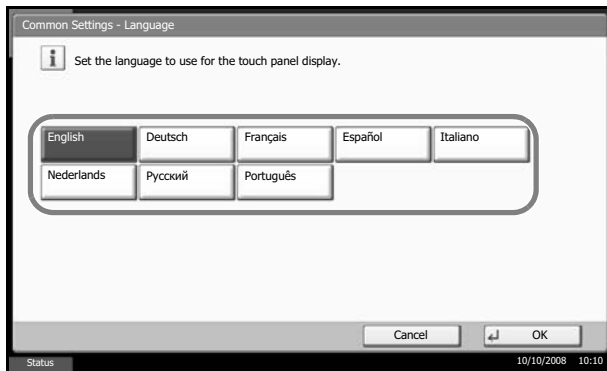 Common Settings - Language
Set the language to use for the touch panel display.
English Deutsch Français Español Italiano
Nederlands Русский Português
Cancel OK
Status 10/10/2008 10:10